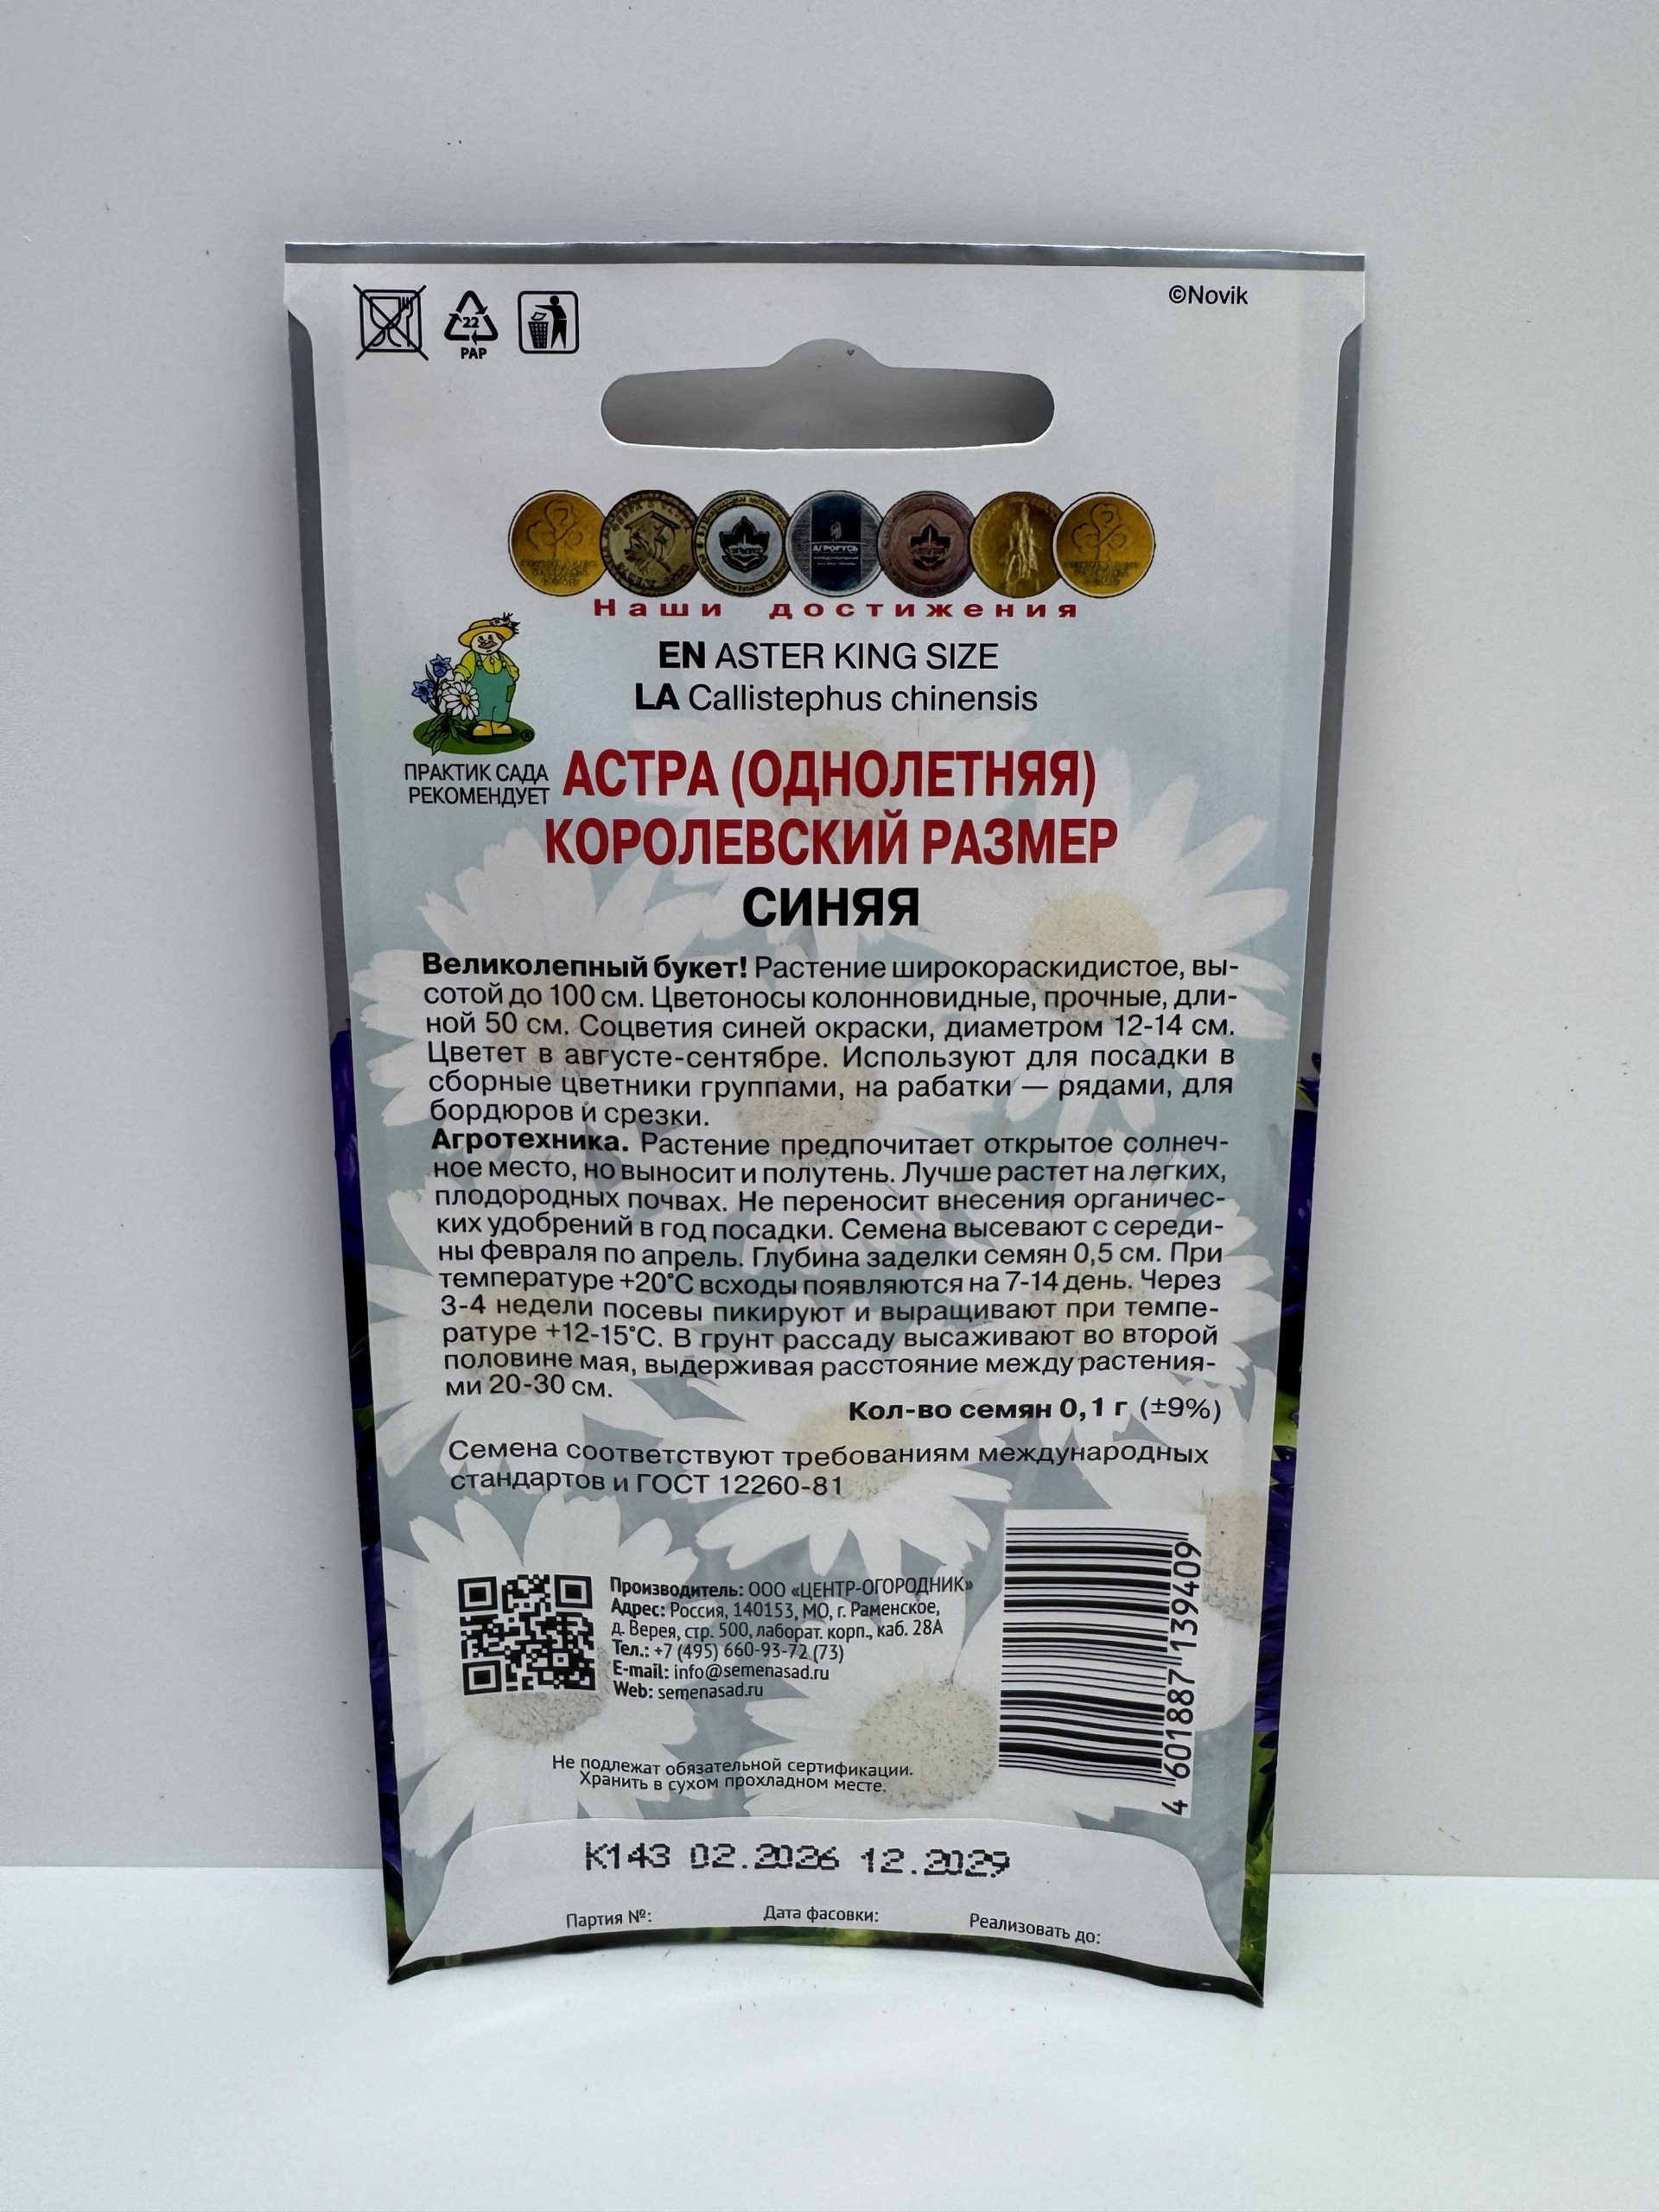 ©Novik
22
PAP
АГРОРУСЬ
Наши достижения
EN ASTER KING SIZE
LA Callistephus chinensis
ПРАКТИК САДА
РЕКОМЕНДУЕТ
АСТРА (ОДНОЛЕТНЯЯ)
КОРОЛЕВСКИЙ РАЗМЕР
СИНЯЯ
Великолепный букет! Растение широкораскидистое, вы-
сотой до 100 см. Цветоносы колонновидные, прочные, дли-
ной 50 см. Соцветия синей окраски, диаметром 12-14 см.
Цветет в августе-сентябре. Используют для посадки в
сборные цветники группами, на рабатки — рядами, для
бордюров и срезки.
Агротехника. Растение предпочитает открытое солнеч-
ное место, но выносит и полутень. Лучше растет на легких,
плодородных почвах. Не переносит внесения органичес-
ких удобрений в год посадки. Семена высевают с середи-
ны февраля по апрель. Глубина заделки семян 0,5 см. При
температуре +20°С всходы появляются на 7-14 день. Через
3-4 недели посевы пикируют и выращивают при темпе-
ратуре +12-15°С. В грунт рассаду высаживают во второй
половине мая, выдерживая расстояние между растения-
ми 20-30 см.
Кол-во семян 0,1 г (±9%)
Семена соответствуют требованиям международных
стандартов и ГОСТ 12260-81
Производитель: ООО «ЦЕНТР-ОГОРОДНИК»
Адрес: Россия, 140153, МО, г. Раменское,
д. Верея, стр. 500, лаборат. корп., каб. 28А
Тел.: +7 (495) 660-93-72 (73)
E-mail: info@semenasad.ru
Web: semenasad.ru
4 601887 139409
Не подлежат обязательной сертификации.
Хранить в сухом прохладном месте.
К143 02.2026 12.2029
Партия №: Дата фасовки: Реализовать до: